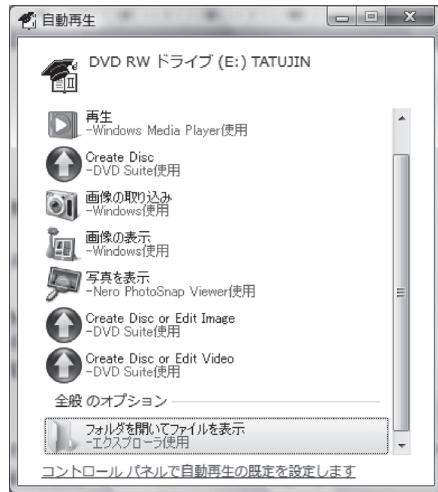 自動再生
DVD RW ドライブ (E:) TATUJIN
再生
-Windows Media Player使用
Create Disc
-DVD Suite使用
画像の取り込み
-Windows使用
画像の表示
-Windows使用
写真を表示
-Nero PhotoSnap Viewer使用
Create Disc or Edit Image
-DVD Suite使用
Create Disc or Edit Video
-DVD Suite使用
全般 のオプション
フォルダを開いてファイルを表示
-エクスプローラ使用
コントロール パネルで自動再生の既定を設定します